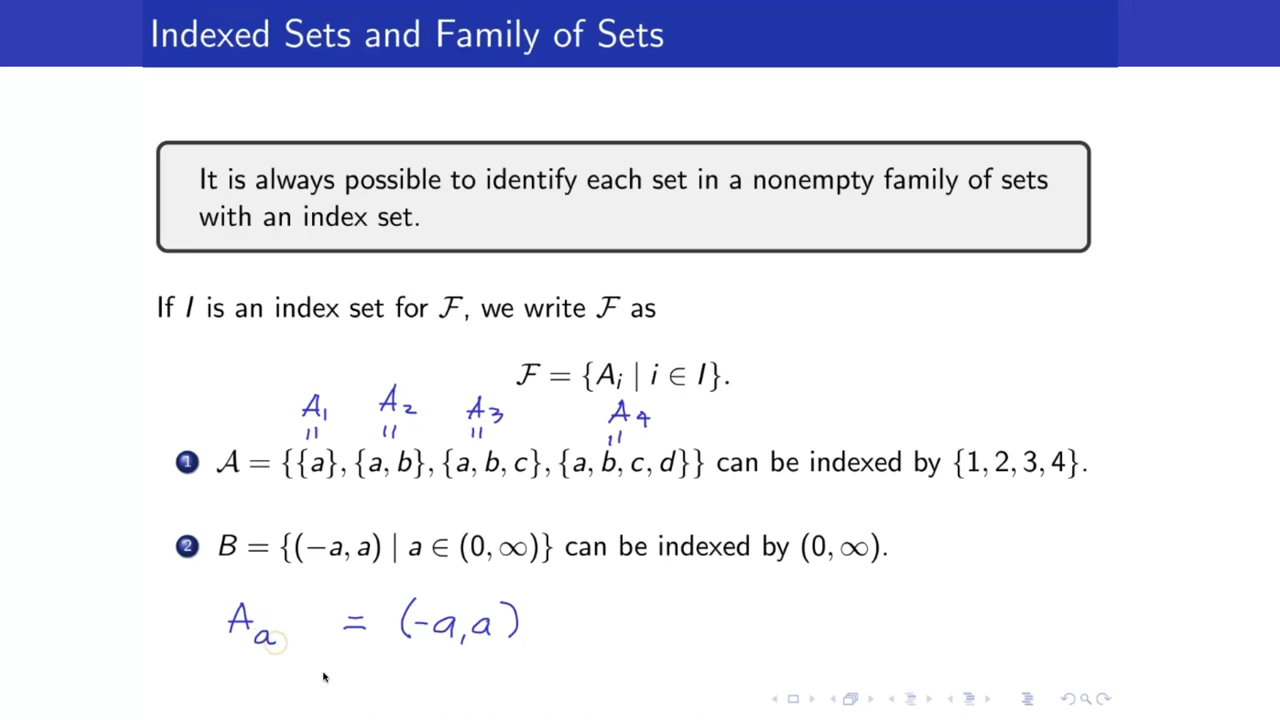 Indexed Sets and Family of Sets
It is always possible to identify each set in a nonempty family of sets
with an index set.
If I is an index set for ℱ, we write ℱ as
ℱ = {Aᵢ | i ∈ I}.
A₁ A₂ A₃ A₄
|| || || ||
1 𝒜 = {{a}, {a, b}, {a, b, c}, {a, b, c, d}} can be indexed by {1, 2, 3, 4}.
2 B = {(−a, a) | a ∈ (0, ∞)} can be indexed by (0, ∞).
Aₐ = (-a, a)